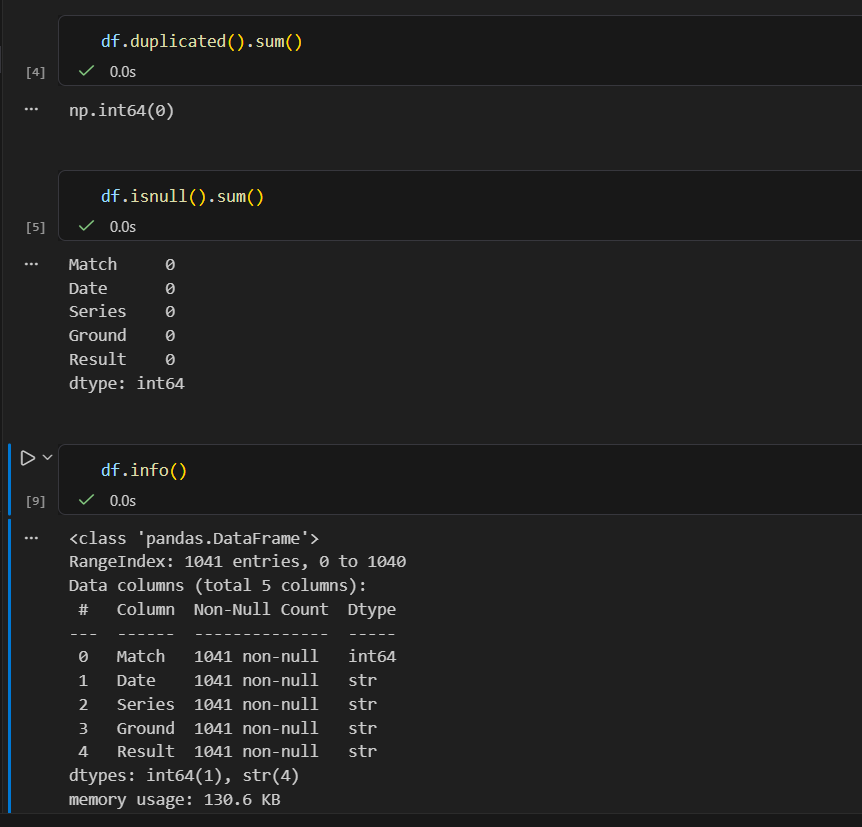 df.duplicated().sum()
[4] 0.0s
... np.int64(0)
df.isnull().sum()
[5] 0.0s
... Match     0
Date      0
Series    0
Ground    0
Result    0
dtype: int64
df.info()
[9] 0.0s
... <class 'pandas.DataFrame'>
RangeIndex: 1041 entries, 0 to 1040
Data columns (total 5 columns):
 #   Column  Non-Null Count  Dtype
---  ------  --------------  -----
 0   Match   1041 non-null   int64
 1   Date    1041 non-null   str
 2   Series  1041 non-null   str
 3   Ground  1041 non-null   str
 4   Result  1041 non-null   str
dtypes: int64(1), str(4)
memory usage: 130.6 KB